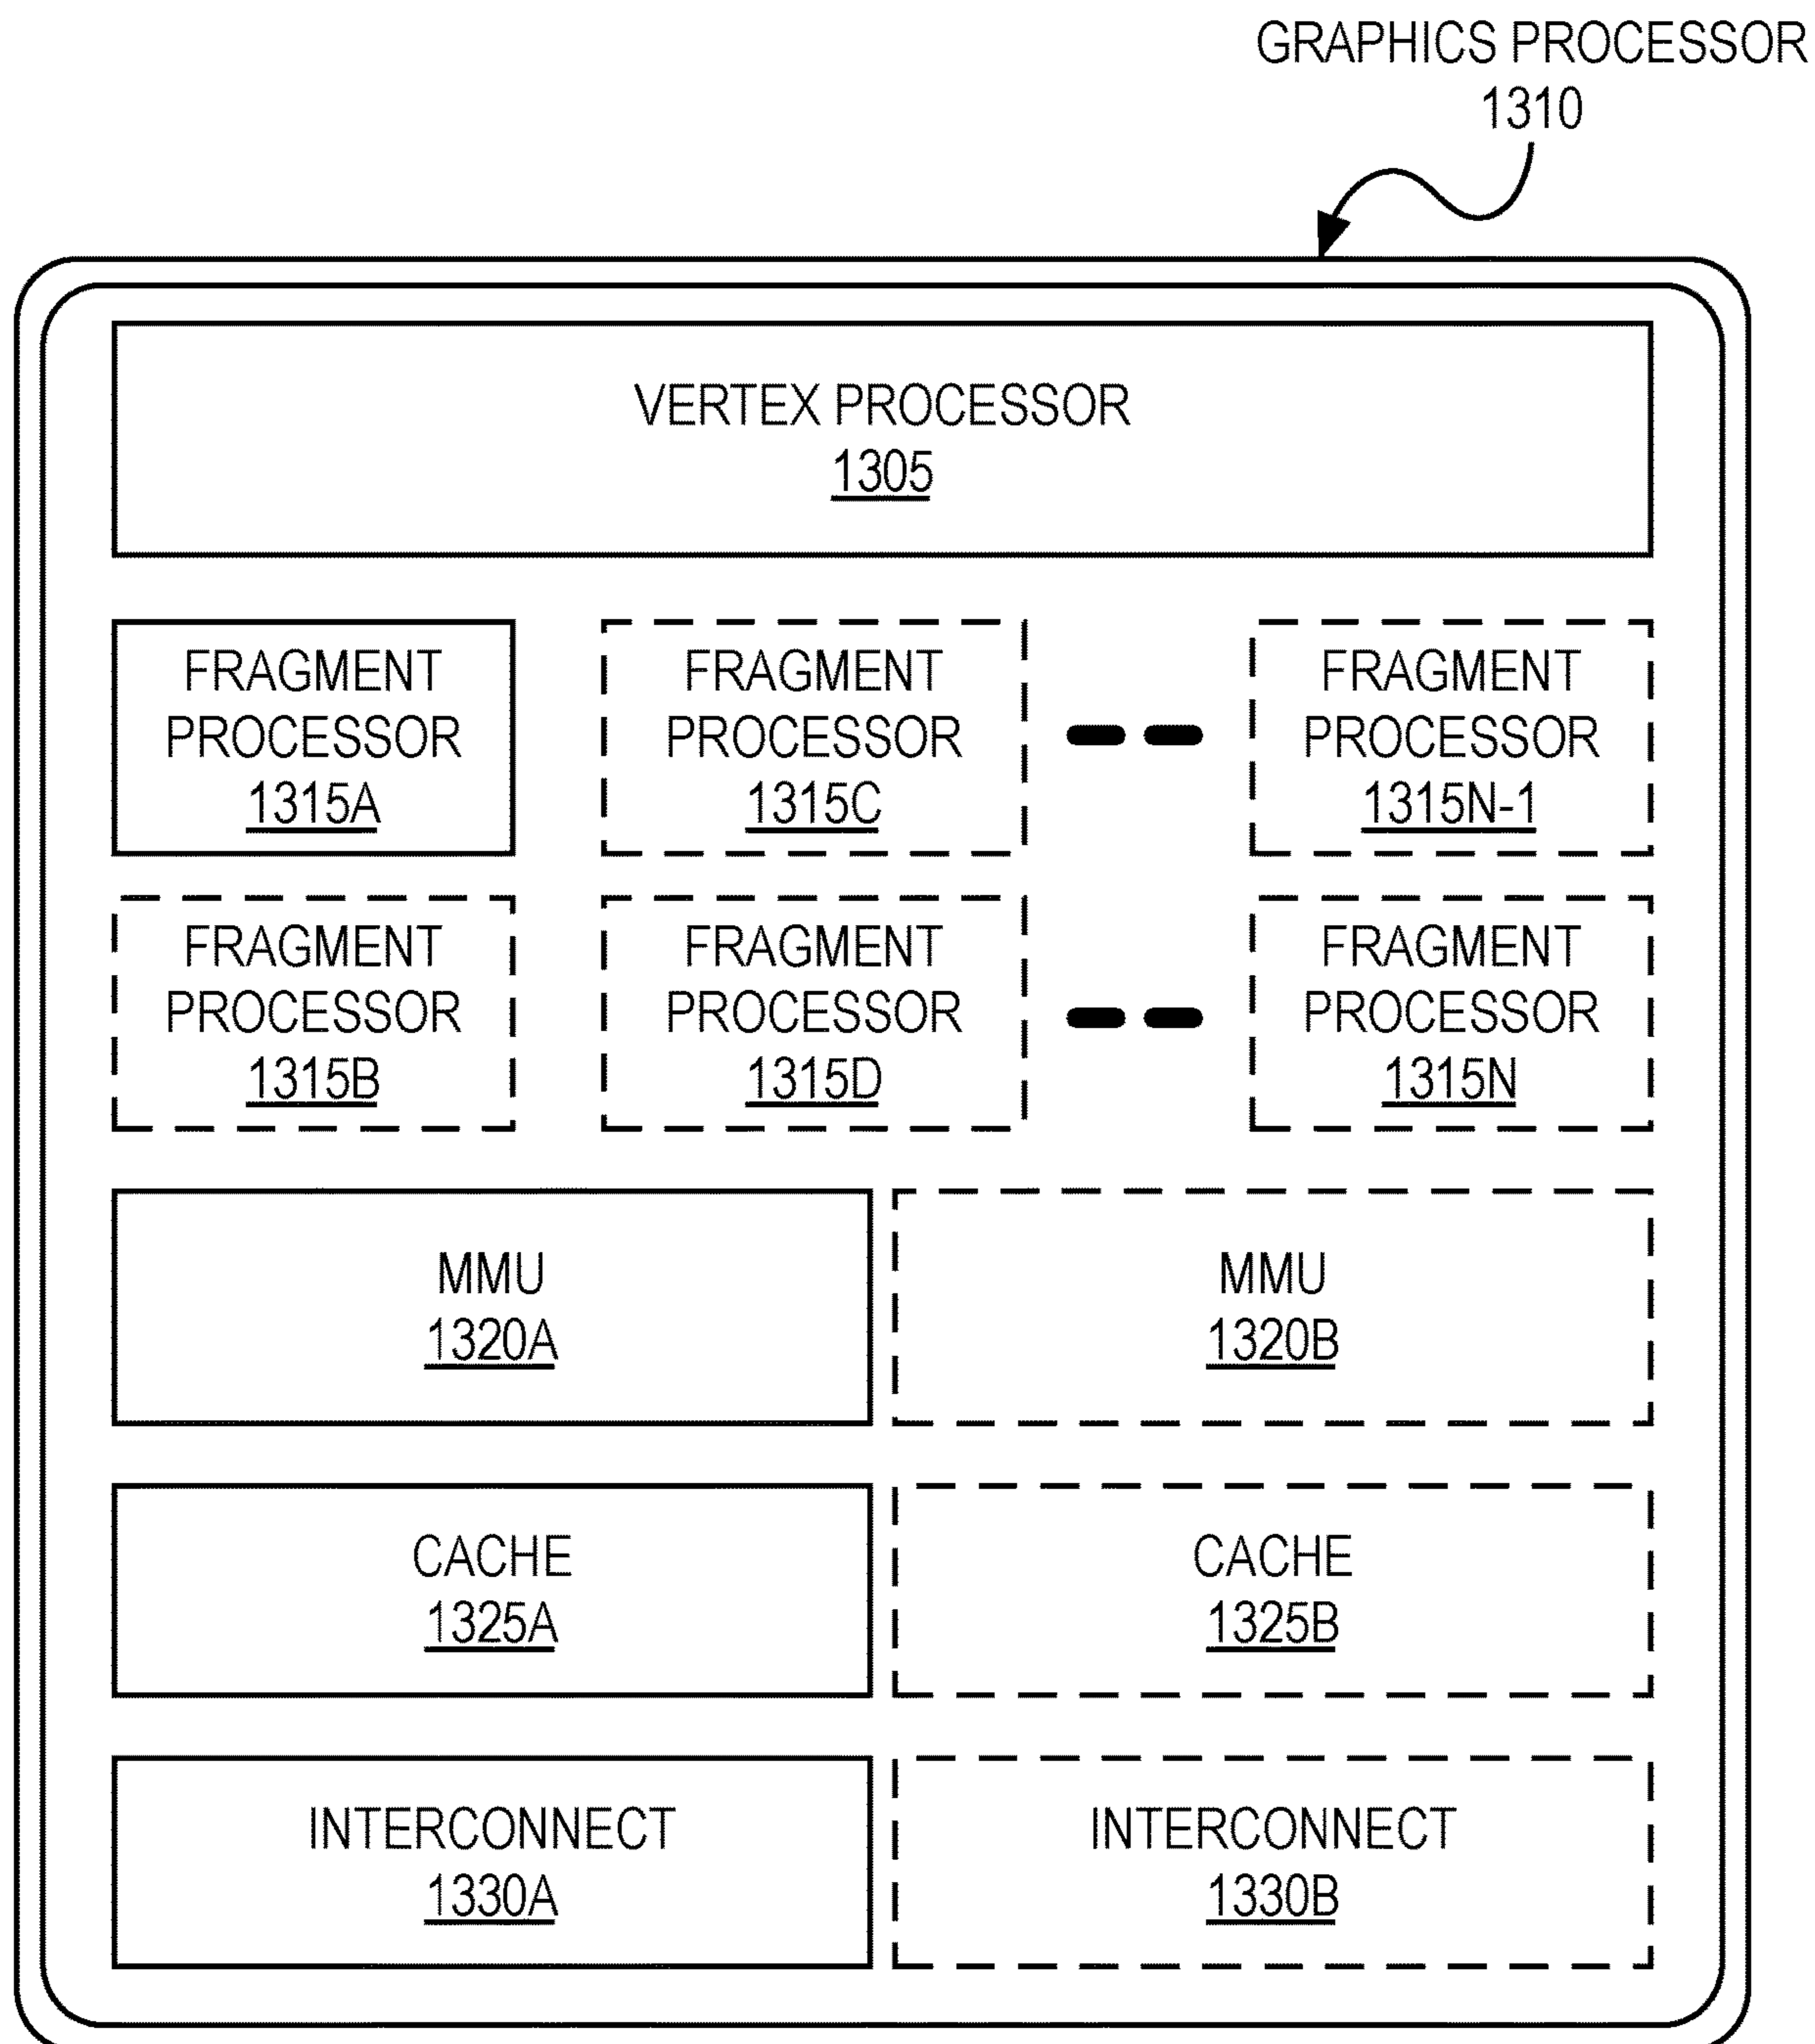 GRAPHICS PROCESSOR
1310
VERTEX PROCESSOR
1305
FRAGMENT
PROCESSOR
1315A
FRAGMENT
PROCESSOR
1315C
FRAGMENT
PROCESSOR
1315N-1
FRAGMENT
PROCESSOR
1315B
FRAGMENT
PROCESSOR
1315D
FRAGMENT
PROCESSOR
1315N
MMU
1320A
MMU
1320B
CACHE
1325A
CACHE
1325B
INTERCONNECT
1330A
INTERCONNECT
1330B